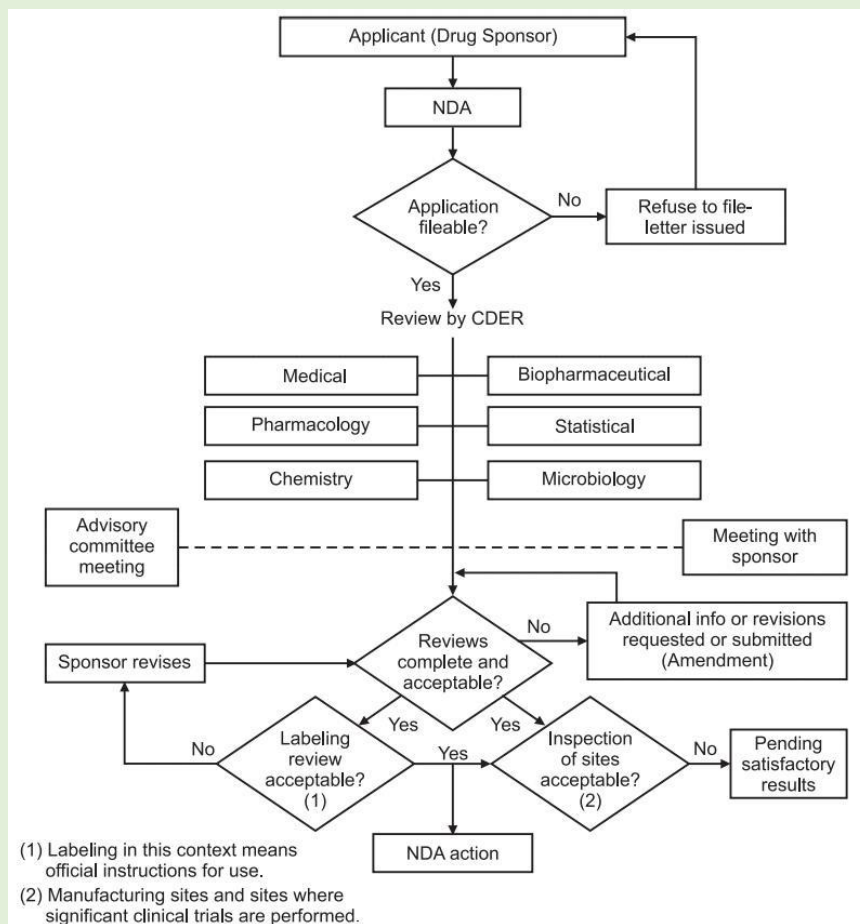 Applicant (Drug Sponsor)
NDA
Application
fileable?
No
Refuse to file-
letter issued
Yes
Review by CDER
Medical
Biopharmaceutical
Pharmacology
Statistical
Chemistry
Microbiology
Advisory
committee
meeting
Meeting with
sponsor
Reviews
complete and
acceptable?
No
Additional info or revisions
requested or submitted
(Amendment)
Sponsor revises
Yes
Yes
No
Labeling
review
acceptable?
(1)
Yes
Inspection
of sites
acceptable?
(2)
No
Pending
satisfactory
results
NDA action
(1) Labeling in this context means
official instructions for use.
(2) Manufacturing sites and sites where
significant clinical trials are performed.